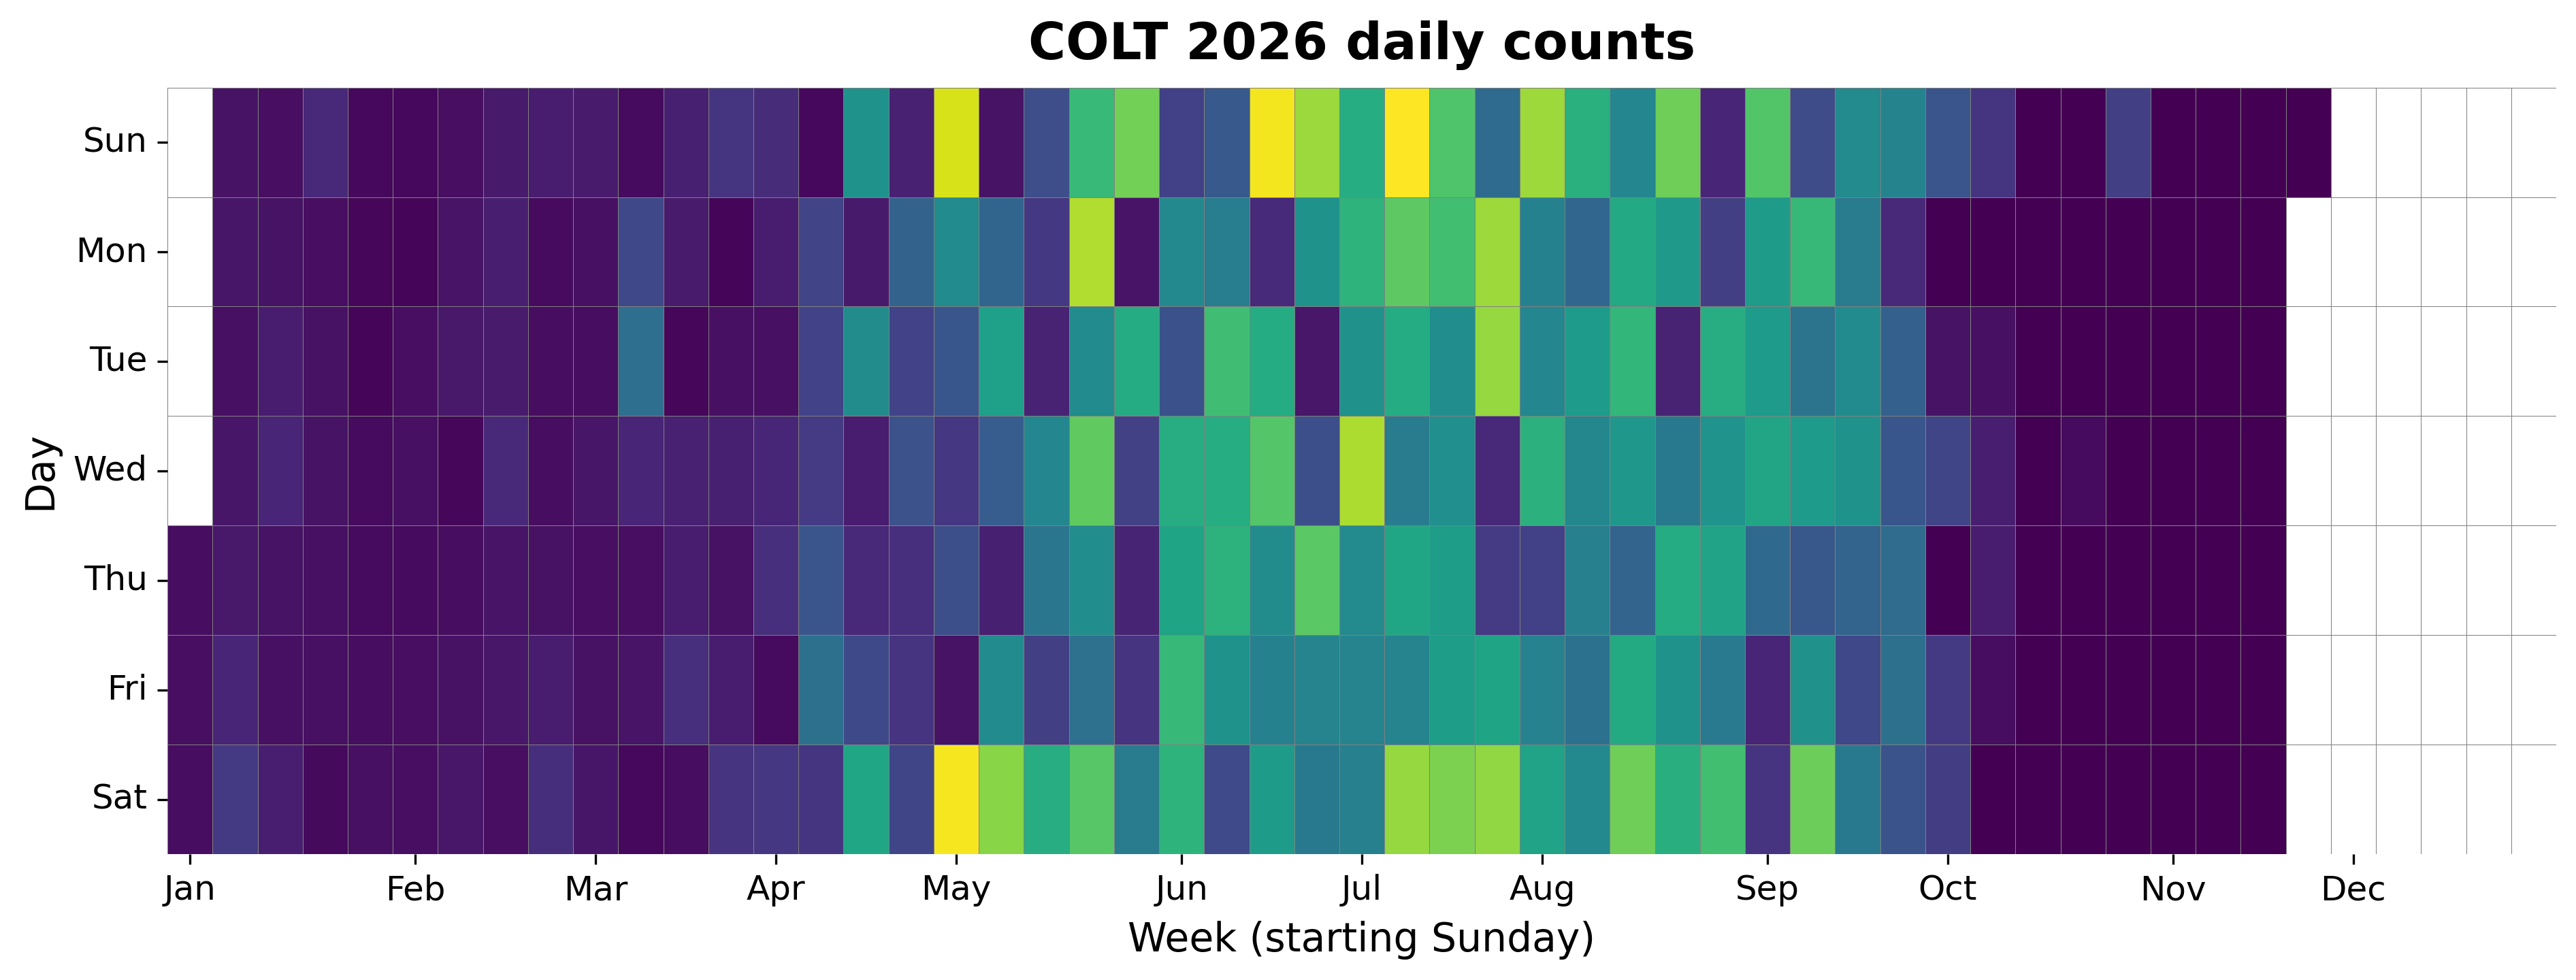 COLT 2026 daily counts
Day
Sun
Mon
Tue
Wed
Thu
Fri
Sat
Jan Feb Mar Apr May Jun Jul Aug Sep Oct Nov Dec
Week (starting Sunday)